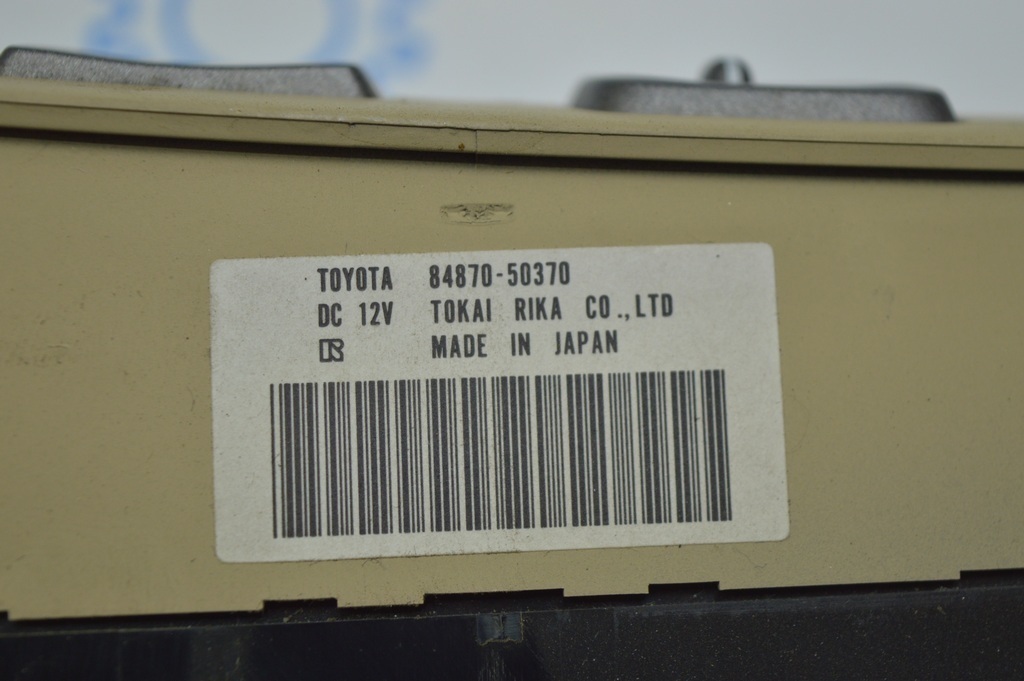 TOYOTA 84870-50370
DC 12V TOKAI RIKA CO.,LTD
MADE IN JAPAN